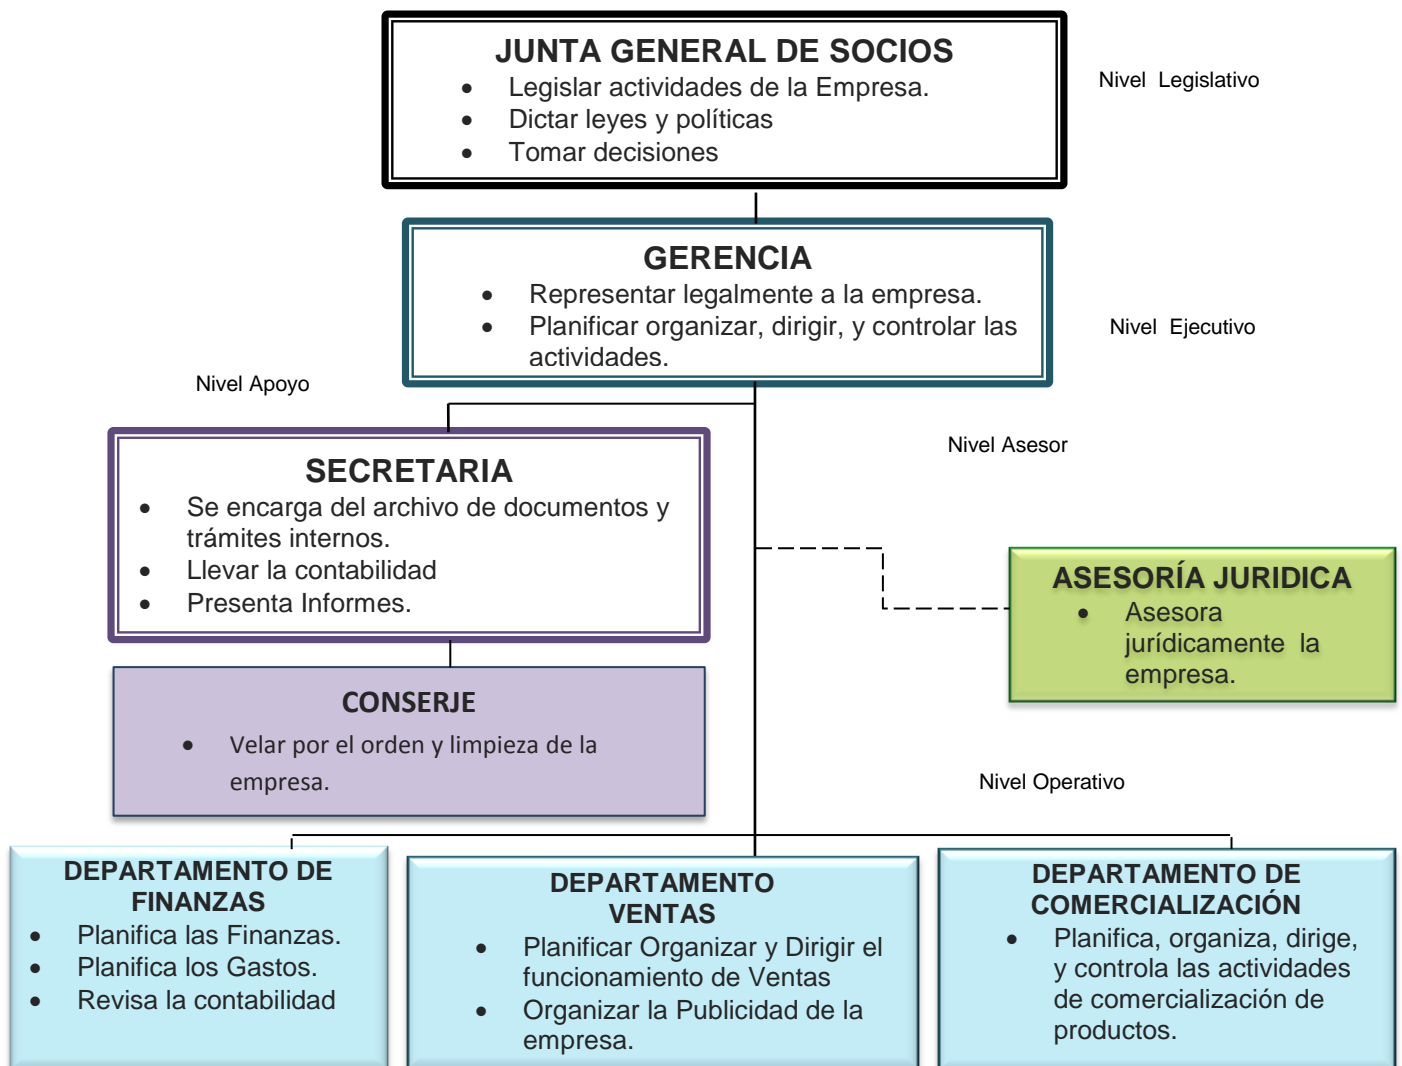 JUNTA GENERAL DE SOCIOS
• Legislar actividades de la Empresa.
• Dictar leyes y políticas
• Tomar decisiones
Nivel Legislativo
GERENCIA
• Representar legalmente a la empresa.
• Planificar organizar, dirigir, y controlar las
actividades.
Nivel Ejecutivo
Nivel Apoyo
Nivel Asesor
SECRETARIA
• Se encarga del archivo de documentos y
trámites internos.
• Llevar la contabilidad
• Presenta Informes.
ASESORÍA JURIDICA
• Asesora
jurídicamente la
empresa.
CONSERJE
• Velar por el orden y limpieza de la
empresa.
Nivel Operativo
DEPARTAMENTO DE
FINANZAS
• Planifica las Finanzas.
• Planifica los Gastos.
• Revisa la contabilidad
DEPARTAMENTO
VENTAS
• Planificar Organizar y Dirigir el
funcionamiento de Ventas
• Organizar la Publicidad de la
empresa.
DEPARTAMENTO DE
COMERCIALIZACIÓN
• Planifica, organiza, dirige,
y controla las actividades
de comercialización de
productos.